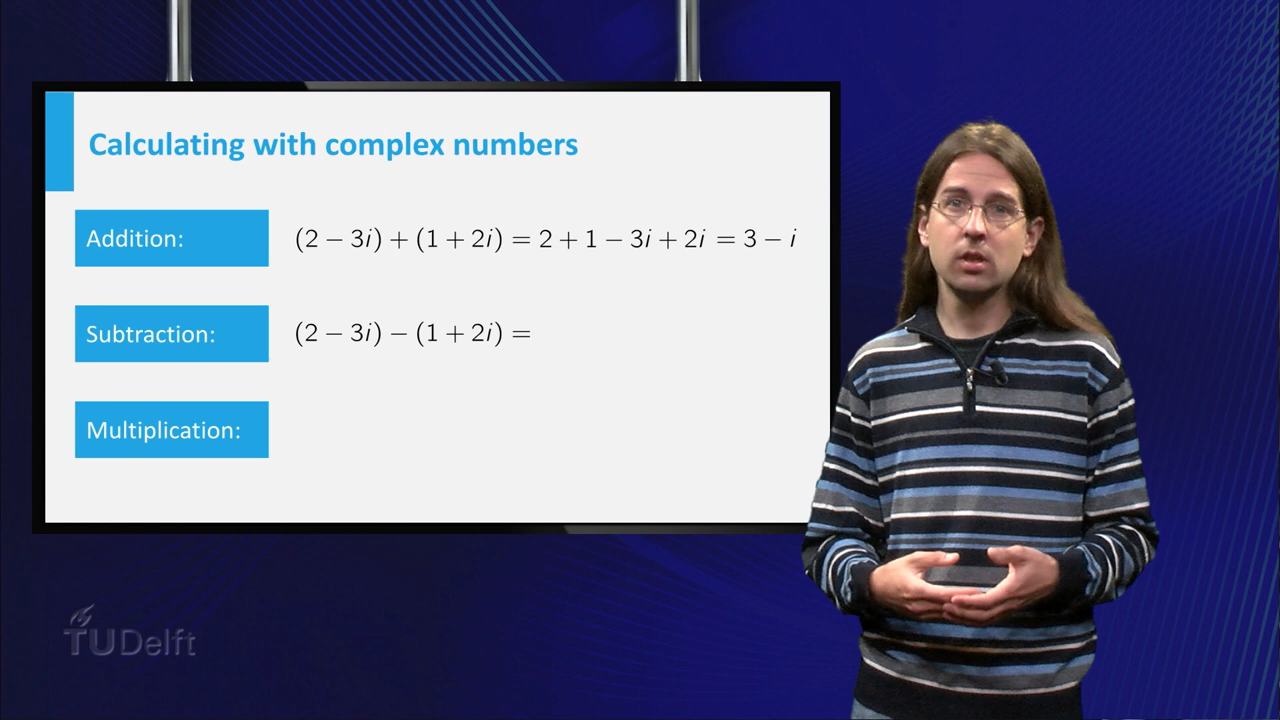 Calculating with complex numbers
Addition: (2 − 3i) + (1 + 2i) = 2 + 1 − 3i + 2i = 3 − i
Subtraction: (2 − 3i) − (1 + 2i) =
Multiplication:
TUDelft